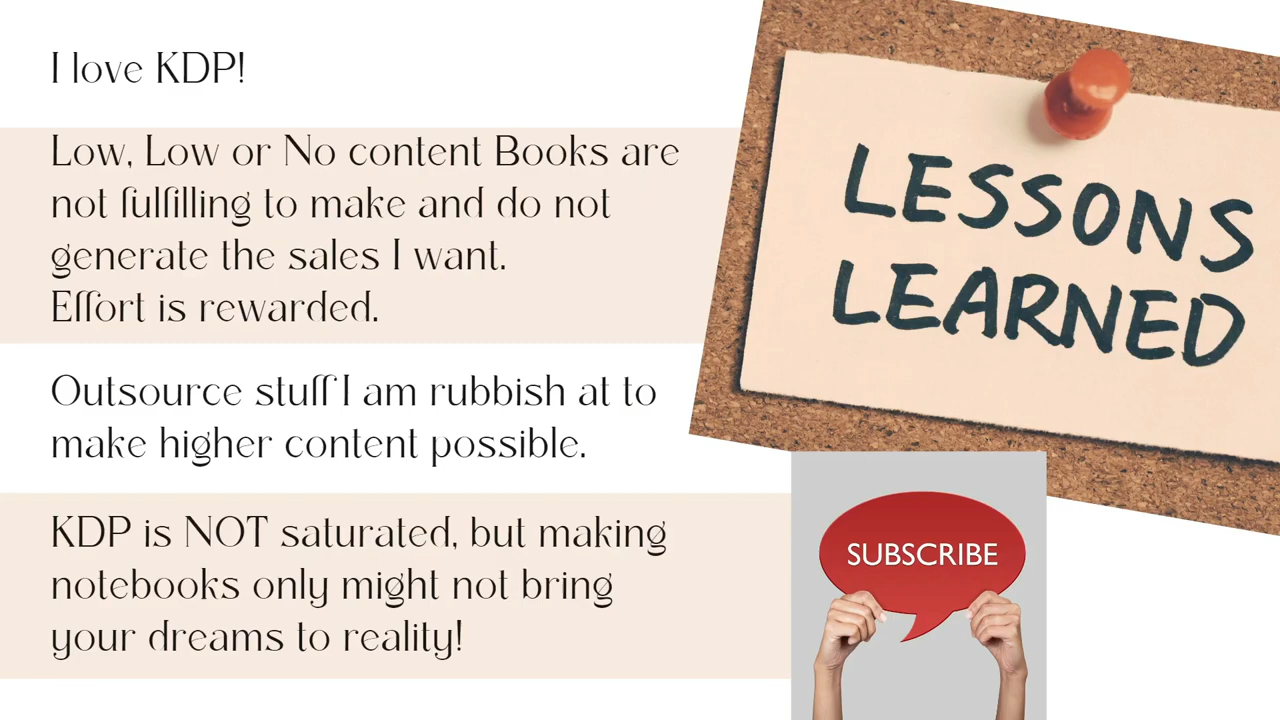 I love KDP!
Low, Low or No content Books are
not fulfilling to make and do not
generate the sales I want.
Effort is rewarded.
Outsource stuff I am rubbish at to
make higher content possible.
KDP is NOT saturated, but making
notebooks only might not bring
your dreams to reality!
LESSONS
LEARNED
SUBSCRIBE